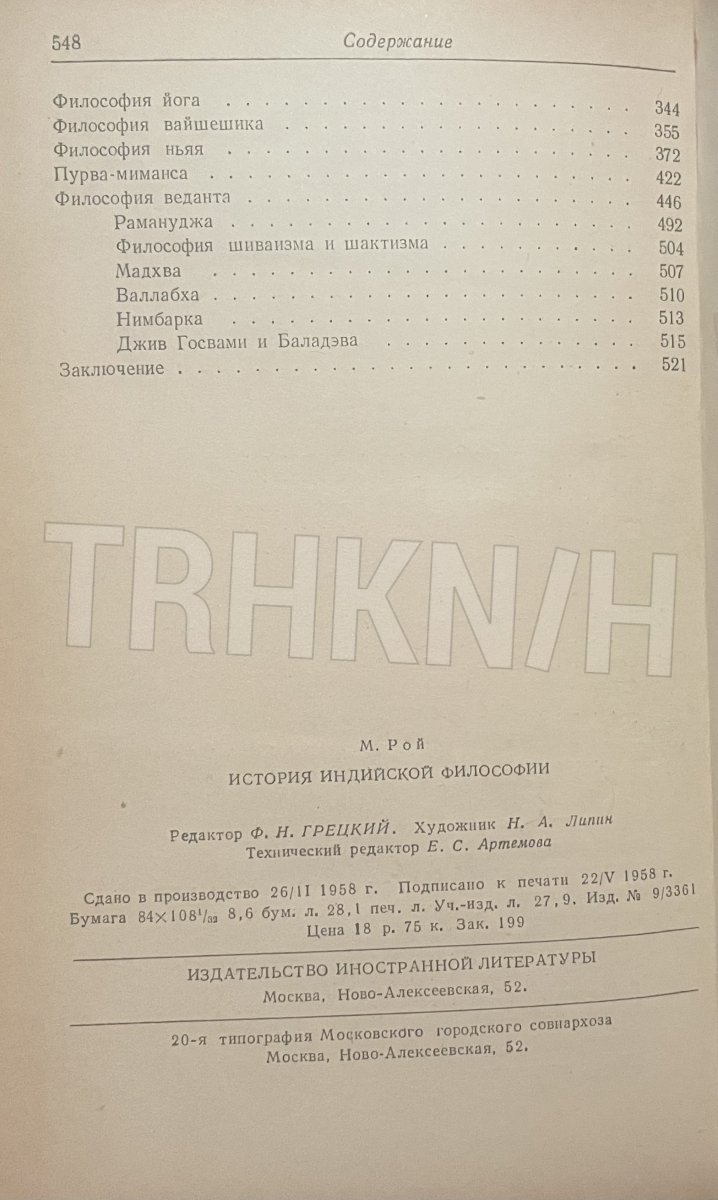 548 Содержание
Философия йога . . . . . . . . . . . . . . . . . . . . . 344
Философия вайшешика . . . . . . . . . . . . . . . . . . 355
Философия ньяя . . . . . . . . . . . . . . . . . . . . . 372
Пурва-миманса . . . . . . . . . . . . . . . . . . . . . . 422
Философия веданта . . . . . . . . . . . . . . . . . . . . 446
Рамануджа . . . . . . . . . . . . . . . . . . . . . 492
Философия шиваизма и шактизма . . . . . . . . . . 504
Мадхва . . . . . . . . . . . . . . . . . . . . . . 507
Валлабха . . . . . . . . . . . . . . . . . . . . . . 510
Нимбарка . . . . . . . . . . . . . . . . . . . . . 513
Джив Госвами и Баладэва . . . . . . . . . . . . . 515
Заключение . . . . . . . . . . . . . . . . . . . . . . . . 521
TRHKN/H
М. Рой
ИСТОРИЯ ИНДИЙСКОЙ ФИЛОСОФИИ
Редактор Ф. Н. ГРЕЦКИЙ. Художник Н. А. Липин
Технический редактор Е. С. Артемова
Сдано в производство 26/II 1958 г. Подписано к печати 22/V 1958 г.
Бумага 84×108¹/₃₂ 8,6 бум. л. 28,1 печ. л. Уч.-изд. л. 27,9. Изд. № 9/3361
Цена 18 р. 75 к. Зак. 199
ИЗДАТЕЛЬСТВО ИНОСТРАННОЙ ЛИТЕРАТУРЫ
Москва, Ново-Алексеевская, 52.
20-я типография Московского городского совнархоза
Москва, Ново-Алексеевская, 52.